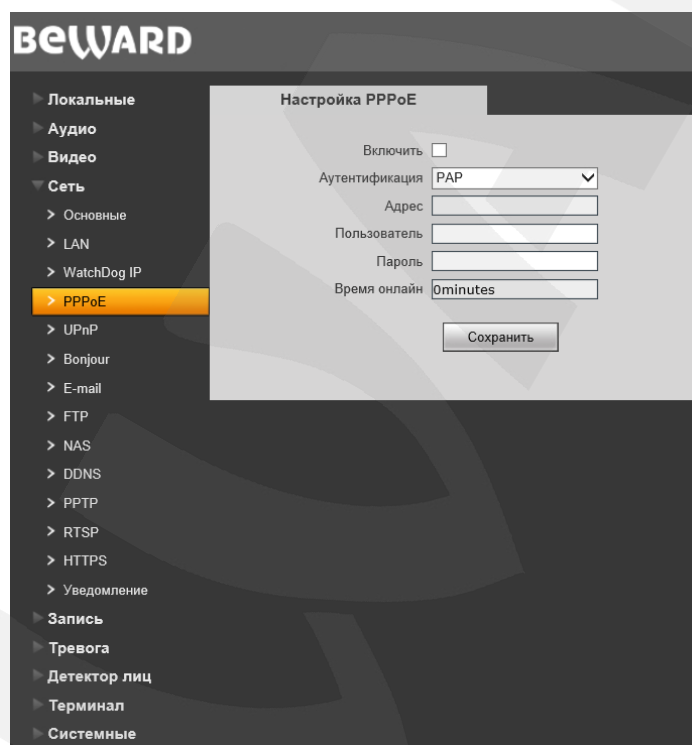 BEWARD
Локальные
Аудио
Видео
Сеть
Основные
LAN
WatchDog IP
PPPoE
UPnP
Bonjour
E-mail
FTP
NAS
DDNS
PPTP
RTSP
HTTPS
Уведомление
Запись
Тревога
Детектор лиц
Терминал
Системные
Настройка PPPoE
Включить
Аутентификация PAP
Адрес
Пользователь
Пароль
Время онлайн 0minutes
Сохранить